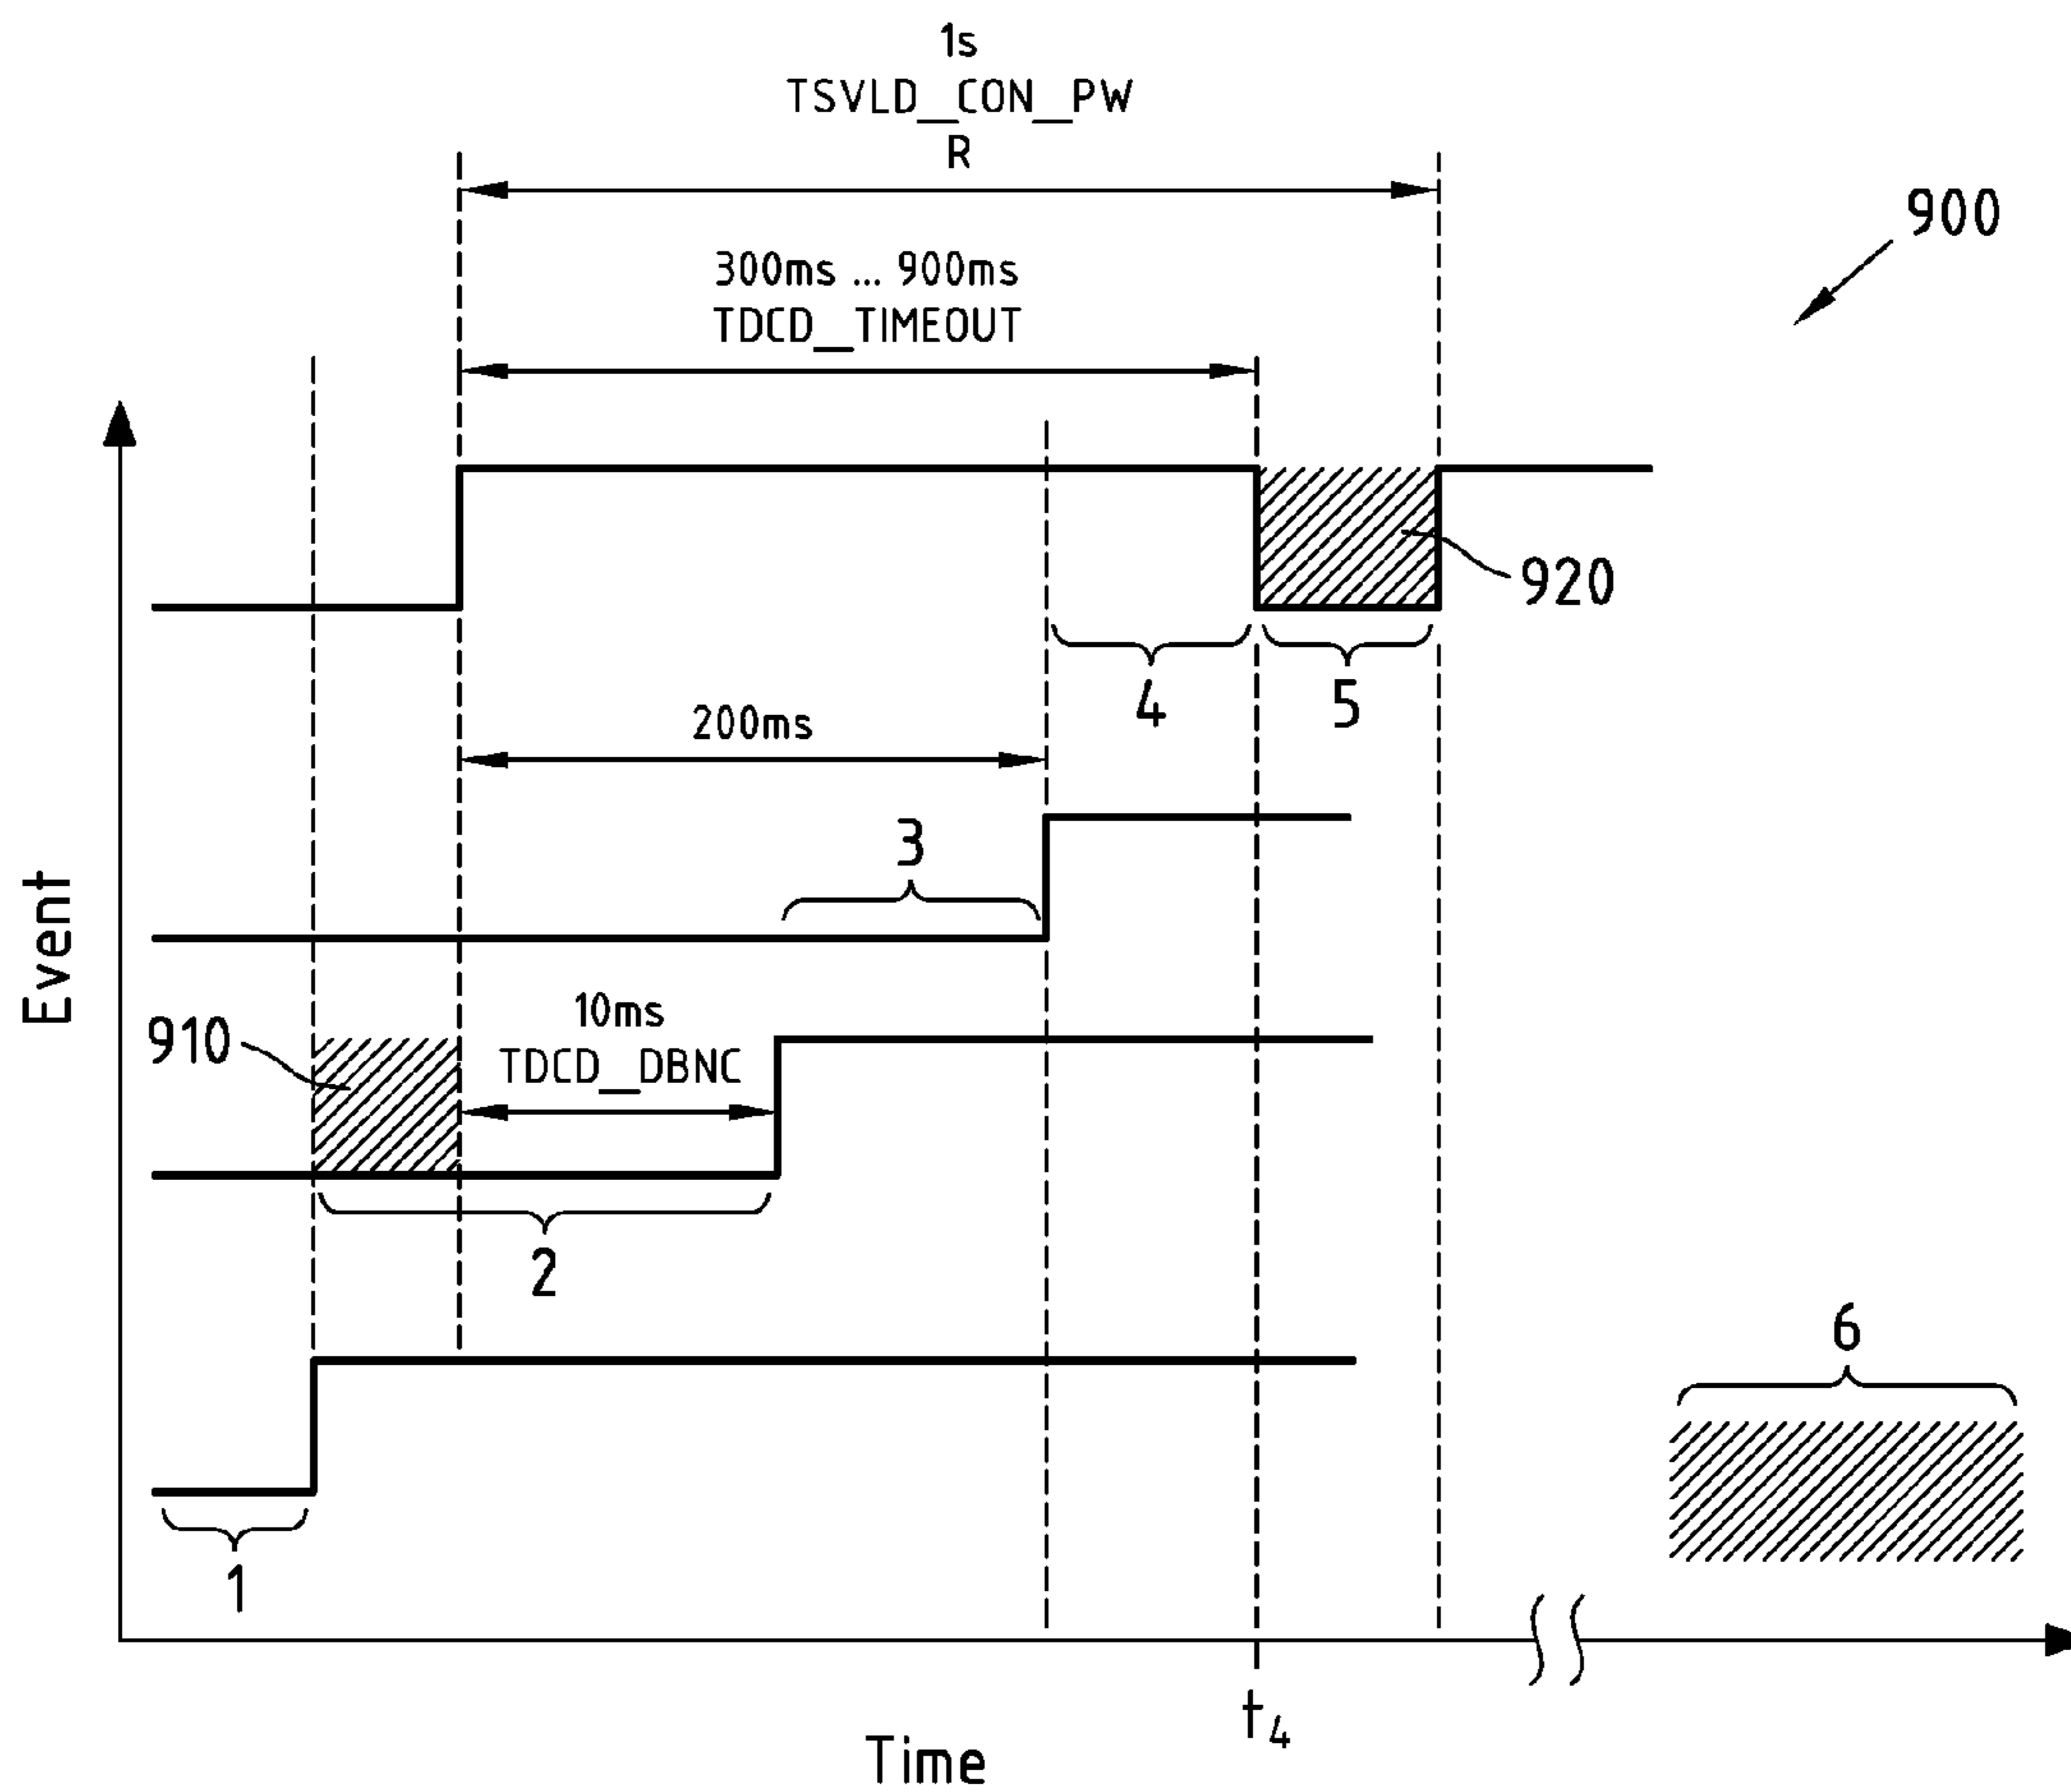 1s
TSVLD_CON_PW
R
900
300ms ... 900ms
TDCD_TIMEOUT
920
4
5
200ms
3
Event
10ms
910
TDCD_DBNC
2
6
1
t4
Time